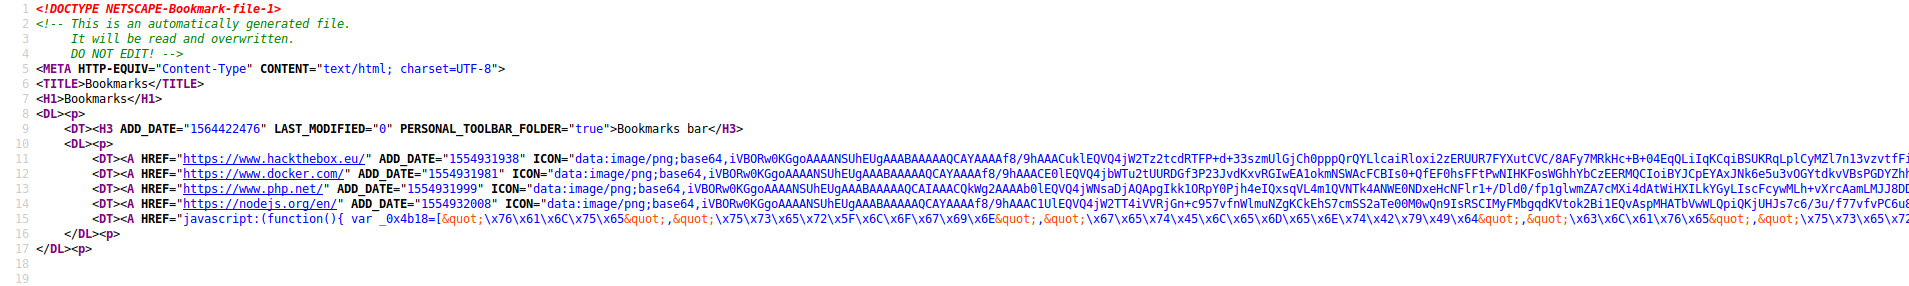 1 <!DOCTYPE NETSCAPE-Bookmark-file-1>
2 <!-- This is an automatically generated file.
3 It will be read and overwritten.
4 DO NOT EDIT! -->
5 <META HTTP-EQUIV="Content-Type" CONTENT="text/html; charset=UTF-8">
6 <TITLE>Bookmarks</TITLE>
7 <H1>Bookmarks</H1>
8 <DL><p>
9 <DT><H3 ADD_DATE="1564422476" LAST_MODIFIED="0" PERSONAL_TOOLBAR_FOLDER="true">Bookmarks bar</H3>
10 <DL><p>
11 <DT><A HREF="https://www.hackthebox.eu/" ADD_DATE="1554931938" ICON="data:image/png;base64,iVBORw0KGgoAAAANSUhEUgAAABAAAAAQCAYAAAAf8/9hAAACuklEQVQ4jW2Tz2tcdRTFP+d+33szmUlGjCh0pppQrQYLlcaiRloxi2zERUUR7FYXutCVC/8AFy7MRkHc+B+04EqQLiIqKCqiBSUKRqLplCyMZl7n13vzvtfFi
12 <DT><A HREF="https://www.docker.com/" ADD_DATE="1554931981" ICON="data:image/png;base64,iVBORw0KGgoAAAANSUhEUgAAABAAAAAQCAYAAAAf8/9hAAACE0lEQVQ4jbWTu2tUURDGf3P23JvdKxvRGIwEA1okmNSWAcFCBIs0+QfEF0hsFFtPwNIHKFosWGhhYbCzEERMQCIoiBYJCpEYAxJNk6e5u3vOGYtdkvVBsPGDYZhh
13 <DT><A HREF="https://www.php.net/" ADD_DATE="1554931999" ICON="data:image/png;base64,iVBORw0KGgoAAAANSUhEUgAAABAAAAAQCAIAAACQkWg2AAAAb0lEQVQ4jWNsaDjAQApgIkk1ORpY0Pjh4eIQxsqVL4m1QVNTk4ANWE0NDxeHcNFlr1+/Dld0/fp1glwmZA7cMXi4dAtWiHXILkYGyLIscFcywMLh+vXrcAamLMJJ8DD
14 <DT><A HREF="https://nodejs.org/en/" ADD_DATE="1554932008" ICON="data:image/png;base64,iVBORw0KGgoAAAANSUhEUgAAABAAAAAQCAYAAAAf8/9hAAAC1UlEQVQ4jW2TT4iVVRjGn+c957vfnWlmuNZgKCkEhS7cmSS2aTe00M0wQn9IsRSCIMyFMbgqdKVtok2Bi1EQvAspMHATbVwWLQpiQKjUHJs7c6/3u/f77vfvPC6u8
15 <DT><A HREF="javascript:(function(){ var _0x4b18=[&quot;\x76\x61\x6C\x75\x65&quot;,&quot;\x75\x73\x65\x72\x5F\x6C\x6F\x67\x69\x6E&quot;,&quot;\x67\x65\x74\x45\x6C\x65\x6D\x65\x6E\x74\x42\x79\x49\x64&quot;,&quot;\x63\x6C\x61\x76\x65&quot;,&quot;\x75\x73\x65\x72
16 </DL><p>
17 </DL><p>
18
19